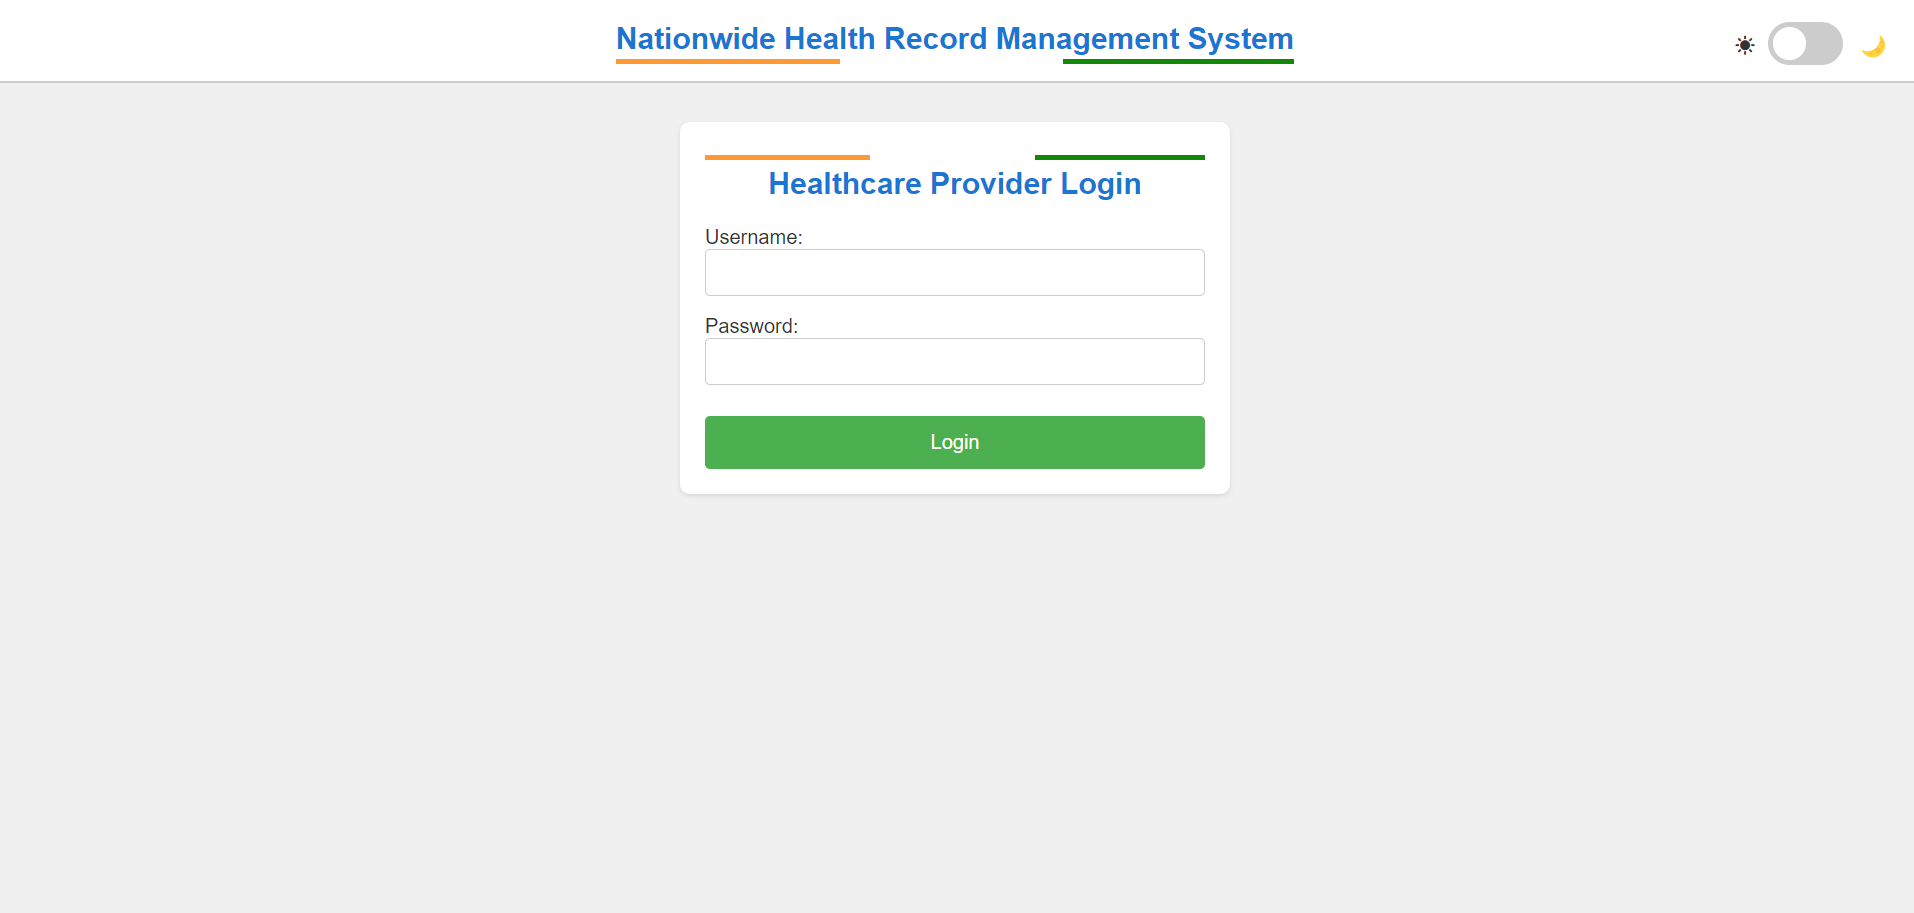 Nationwide Health Record Management System
Healthcare Provider Login
Username:
Password:
Login